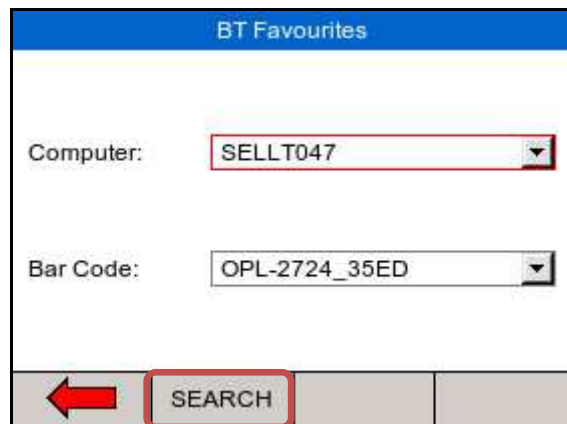 BT Favourites
Computer: SELLT047
Bar Code: OPL-2724_35ED
SEARCH